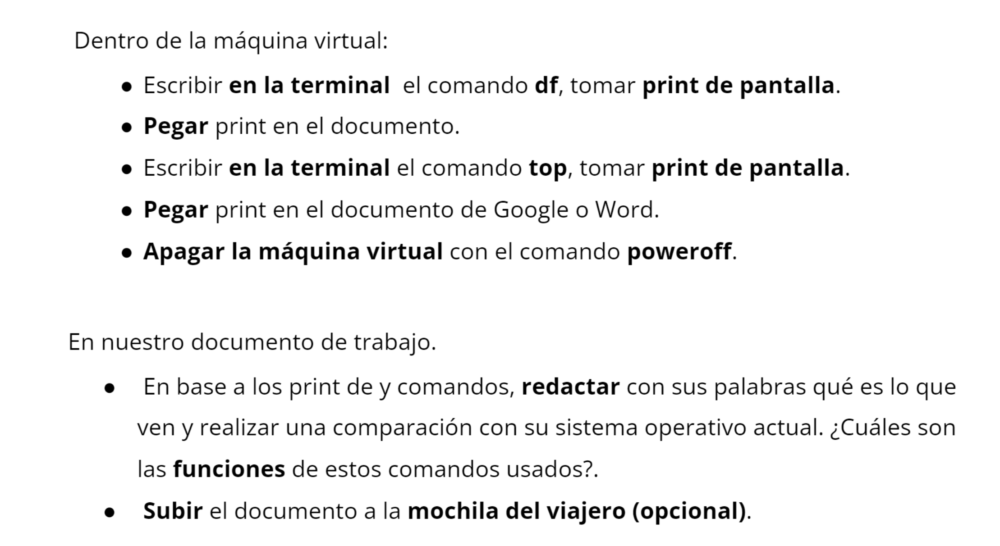 Dentro de la máquina virtual:
● Escribir en la terminal  el comando df, tomar print de pantalla.
● Pegar print en el documento.
● Escribir en la terminal el comando top, tomar print de pantalla.
● Pegar print en el documento de Google o Word.
● Apagar la máquina virtual con el comando poweroff.
En nuestro documento de trabajo.
● En base a los print de y comandos, redactar con sus palabras qué es lo que
ven y realizar una comparación con su sistema operativo actual. ¿Cuáles son
las funciones de estos comandos usados?.
● Subir el documento a la mochila del viajero (opcional).